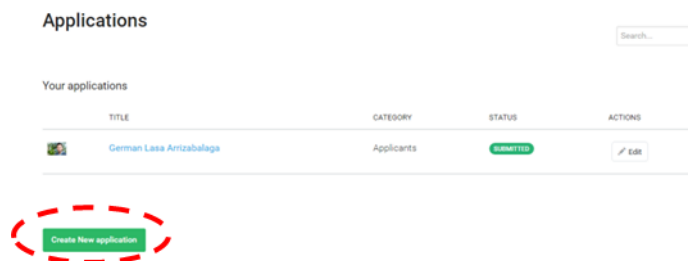 Applications
Search...
Your applications
TITLE CATEGORY STATUS ACTIONS
German Lasa Arrizabalaga Applicants SUBMITTED Edit
Create New application